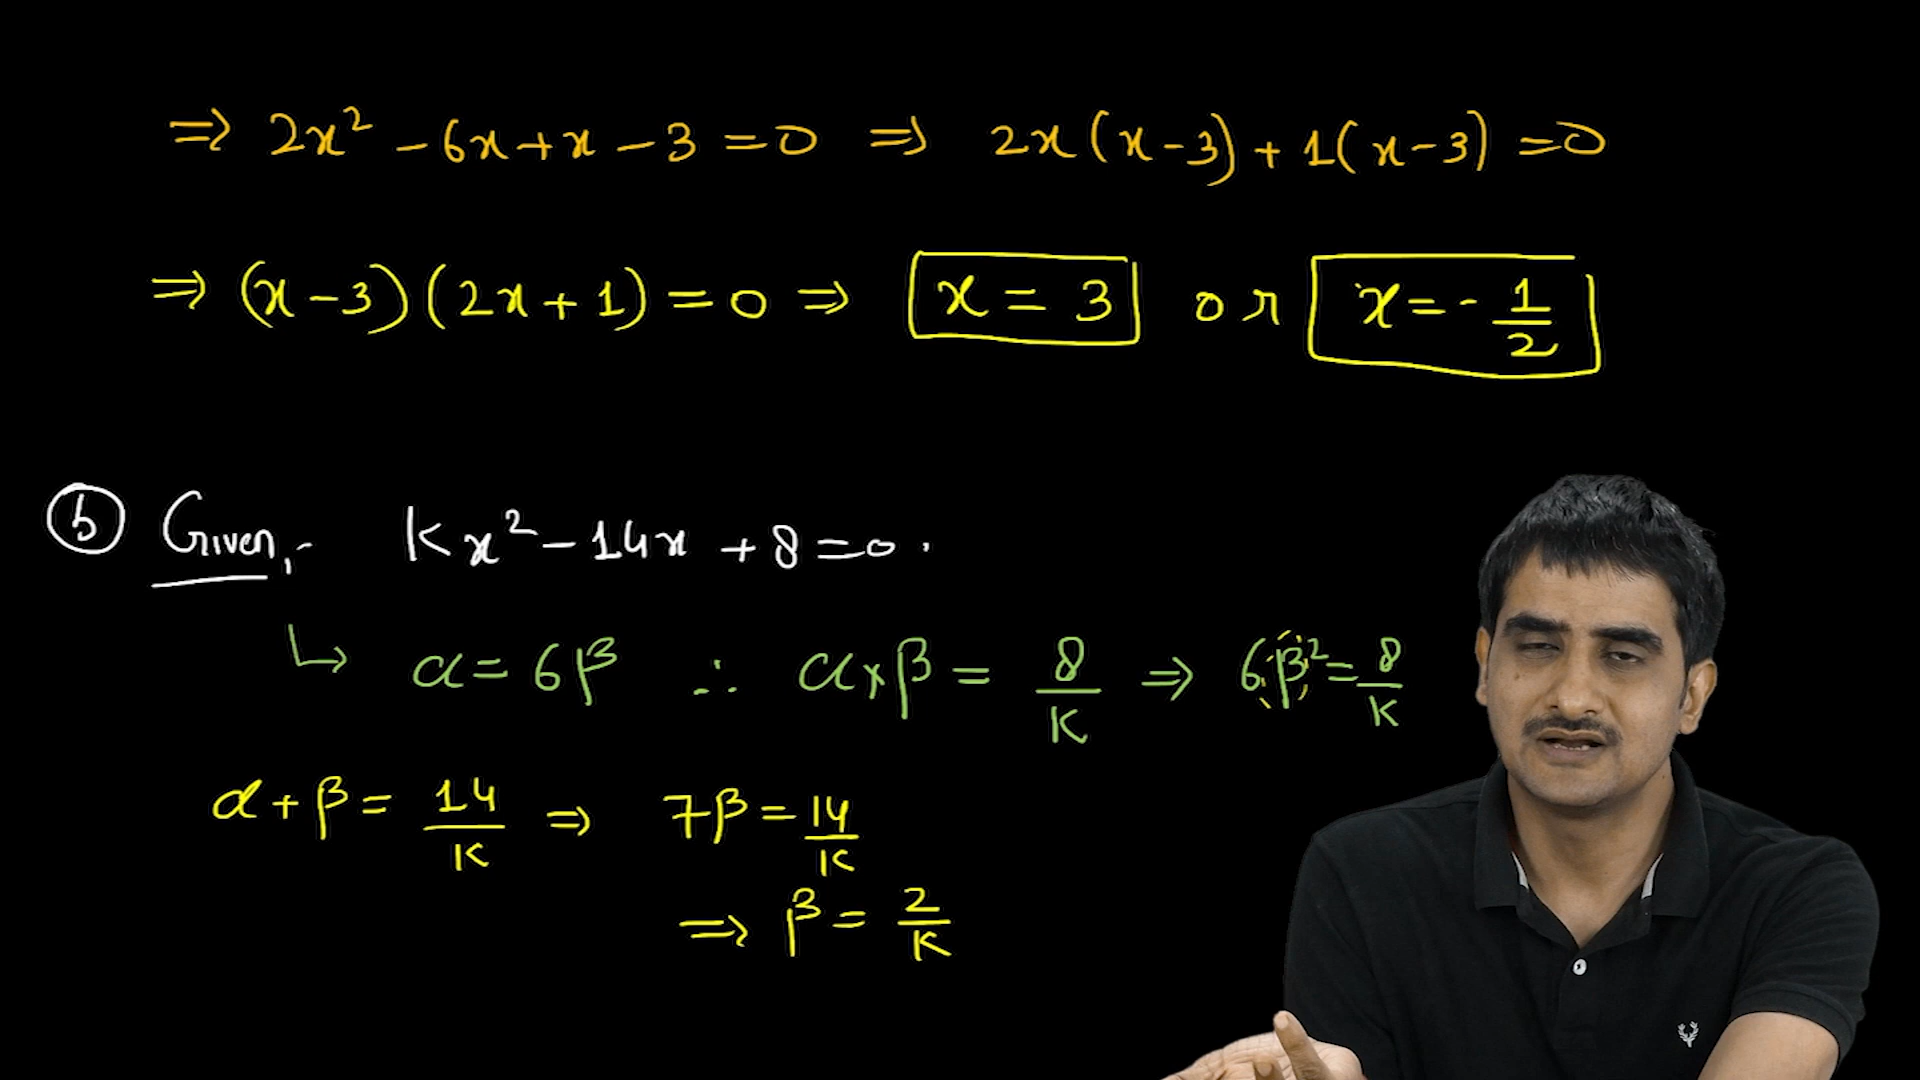 ⇒ 2x² - 6x + x - 3 = 0 ⇒ 2x(x-3) + 1(x-3) = 0
⇒ (x-3)(2x+1) = 0 ⇒ x = 3 or x = -1/2
(b) Given,- Kx² - 14x + 8 = 0.
↳ α = 6β ∴ α × β = 8/K ⇒ 6β² = 8/K
α + β = 14/K ⇒ 7β = 14/K
⇒ β = 2/K